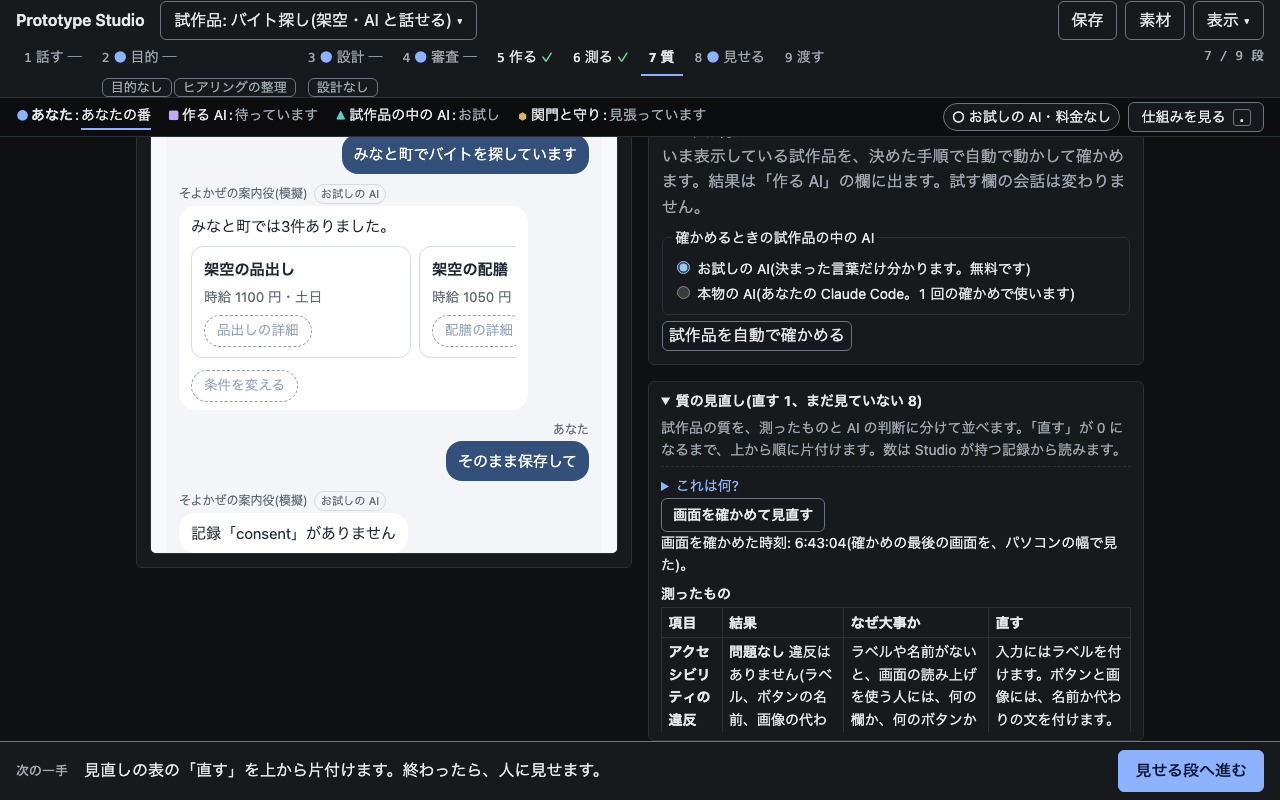 Prototype Studio
試作品: バイト探し(架空・AI と話せる) ▾
保存
素材
表示 ▾
1 話す —
2 目的 —
3 設計 —
4 審査 —
5 作る ✓
6 測る ✓
7 質
8 見せる
9 渡す
7 / 9 段
目的なし
ヒアリングの整理
設計なし
あなた: あなたの番
作る AI: 待っています
試作品の中の AI: お試し
関門と守り: 見張っています
お試しの AI・料金なし
仕組みを見る .
みなと町でバイトを探しています
そよかぜの案内役(模擬) お試しの AI
みなと町では3件ありました。
架空の品出し
時給 1100 円・土日
品出しの詳細
架空の配膳
時給 1050 円
配膳の詳細
条件を変える
あなた
そのまま保存して
そよかぜの案内役(模擬) お試しの AI
記録「consent」がありません
いま表示している試作品を、決めた手順で自動で動かして確かめ
ます。結果は「作る AI」の欄に出ます。試す欄の会話は変わりま
せん。
確かめるときの試作品の中の AI
お試しの AI(決まった言葉だけ分かります。無料です)
本物の AI(あなたの Claude Code。1 回の確かめで使います)
試作品を自動で確かめる
▼ 質の見直し(直す 1、まだ見ていない 8)
試作品の質を、測ったものと AI の判断に分けて並べます。「直す」が 0 に
なるまで、上から順に片付けます。数は Studio が持つ記録から読みます。
▶ これは何?
画面を確かめて見直す
画面を確かめた時刻: 6:43:04(確かめの最後の画面を、パソコンの幅で見
た)。
測ったもの
項目
結果
なぜ大事か
直す
アクセ
シビリ
ティの
違反
問題なし 違反は
ありません(ラベ
ル、ボタンの名
前、画像の代わ
ラベルや名前がない
と、画面の読み上げ
を使う人には、何の
欄か、何のボタンか
入力にはラベルを付
けます。ボタンと画
像には、名前か代わ
りの文を付けます。
次の一手
見直しの表の「直す」を上から片付けます。終わったら、人に見せます。
見せる段へ進む